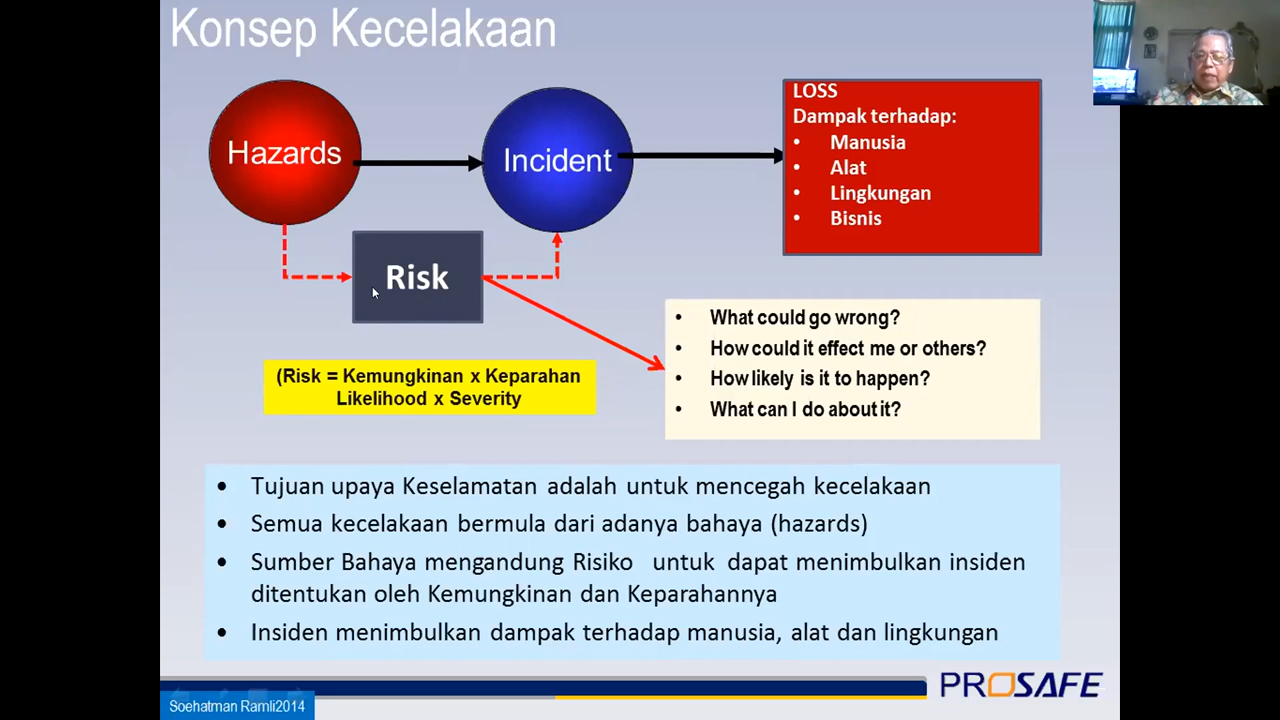 Konsep Kecelakaan
Hazards
Incident
LOSS
Dampak terhadap:
• Manusia
• Alat
• Lingkungan
• Bisnis
Risk
• What could go wrong?
• How could it effect me or others?
• How likely is it to happen?
• What can I do about it?
(Risk = Kemungkinan x Keparahan
Likelihood x Severity
• Tujuan upaya Keselamatan adalah untuk mencegah kecelakaan
• Semua kecelakaan bermula dari adanya bahaya (hazards)
• Sumber Bahaya mengandung Risiko untuk dapat menimbulkan insiden
ditentukan oleh Kemungkinan dan Keparahannya
• Insiden menimbulkan dampak terhadap manusia, alat dan lingkungan
PROSAFE
Soehatman Ramli2014